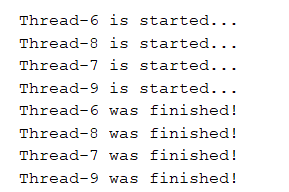 Thread-6 is started...
Thread-8 is started...
Thread-7 is started...
Thread-9 is started...
Thread-6 was finished!
Thread-8 was finished!
Thread-7 was finished!
Thread-9 was finished!